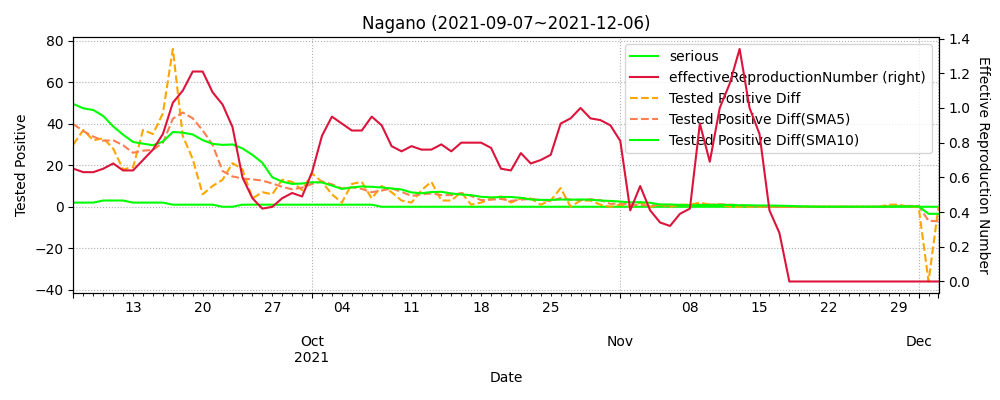 Nagano (2021-09-07~2021-12-06)
80
60
40
20
0
−20
−40
Tested Positive
1.4
1.2
1.0
0.8
0.6
0.4
0.2
0.0
Effective Reproduction Number
serious
effectiveReproductionNumber (right)
Tested Positive Diff
Tested Positive Diff(SMA5)
Tested Positive Diff(SMA10)
13 20 27 04 11 18 25 08 15 22 29
Oct Nov Dec
2021
Date